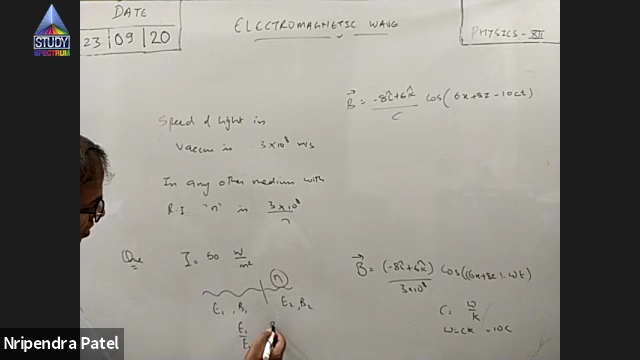 STUDY
SPECTRUM
DATE
23 | 09 | 20
ELECTROMAGNETIC WAVE
PHYSICS - XII
B⃗ = -8î+6k̂ / C cos(6x+8z-10ct)
Speed of light in
Vaccum is 3×10⁸ m/s
In any other medium with
R.I. "n" is 3×10⁸ / n
Que I = 50 W/m²
n
E₁, B₁ E₂, B₂
E₁
B⃗ = (-8î+6k̂) / 3×10⁸ cos((6x+8z)-ωt)
C = ω/k
ω=ck = 10c
Nripendra Patel